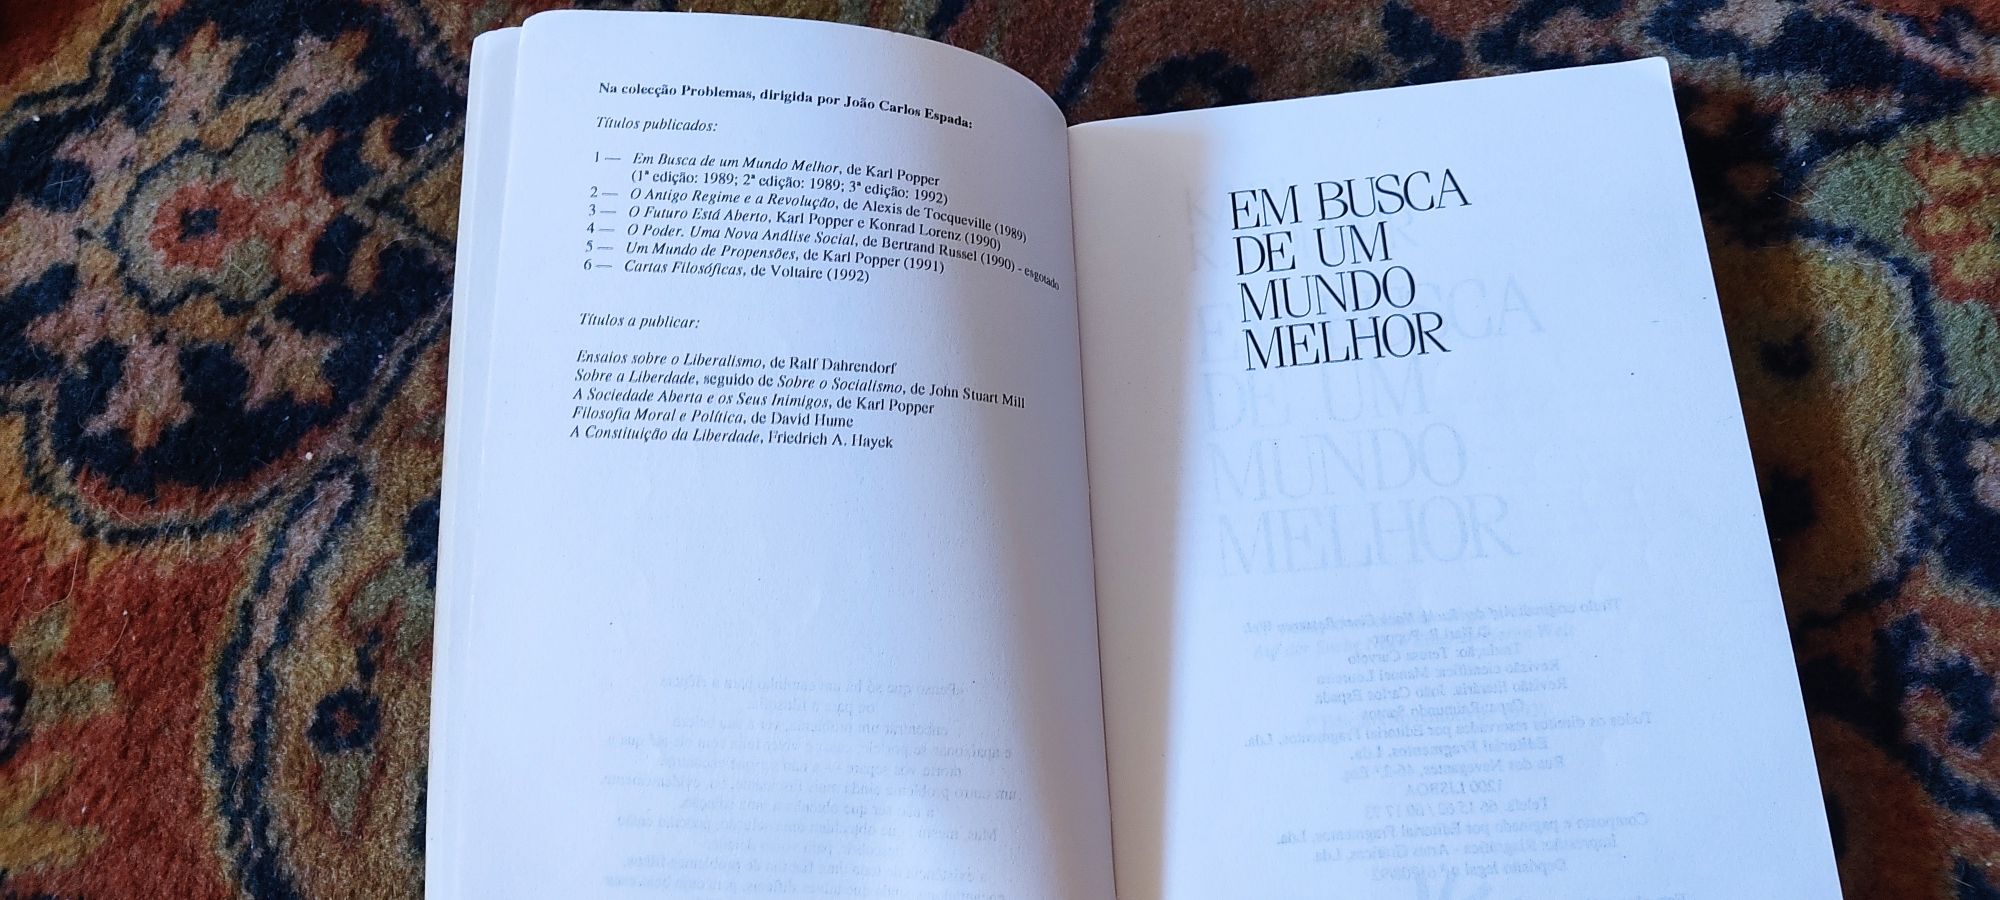 Na colecção Problemas, dirigida por João Carlos Espada:
Títulos publicados:
1 — Em Busca de um Mundo Melhor, de Karl Popper
(1ª edição: 1989; 2ª edição: 1989; 3ª edição: 1992)
2 — O Antigo Regime e a Revolução, de Alexis de Tocqueville (1989)
3 — O Futuro Está Aberto, Karl Popper e Konrad Lorenz (1990)
4 — O Poder. Uma Nova Análise Social, de Bertrand Russel (1990) - esgotado
5 — Um Mundo de Propensões, de Karl Popper (1991)
6 — Cartas Filosóficas, de Voltaire (1992)
Títulos a publicar:
Ensaios sobre o Liberalismo, de Ralf Dahrendorf
Sobre a Liberdade, seguido de Sobre o Socialismo, de John Stuart Mill
A Sociedade Aberta e os Seus Inimigos, de Karl Popper
Filosofia Moral e Política, de David Hume
A Constituição da Liberdade, Friedrich A. Hayek
EM BUSCA
DE UM
MUNDO
MELHOR